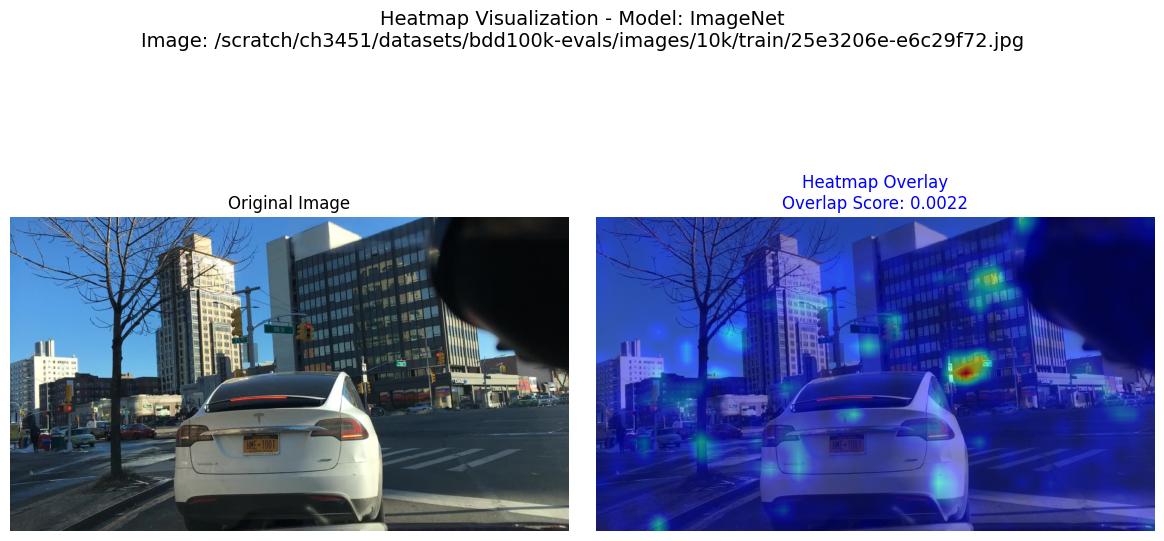 Heatmap Visualization - Model: ImageNet
Image: /scratch/ch3451/datasets/bdd100k-evals/images/10k/train/25e3206e-e6c29f72.jpg
Original Image
Heatmap Overlay
Overlap Score: 0.0022